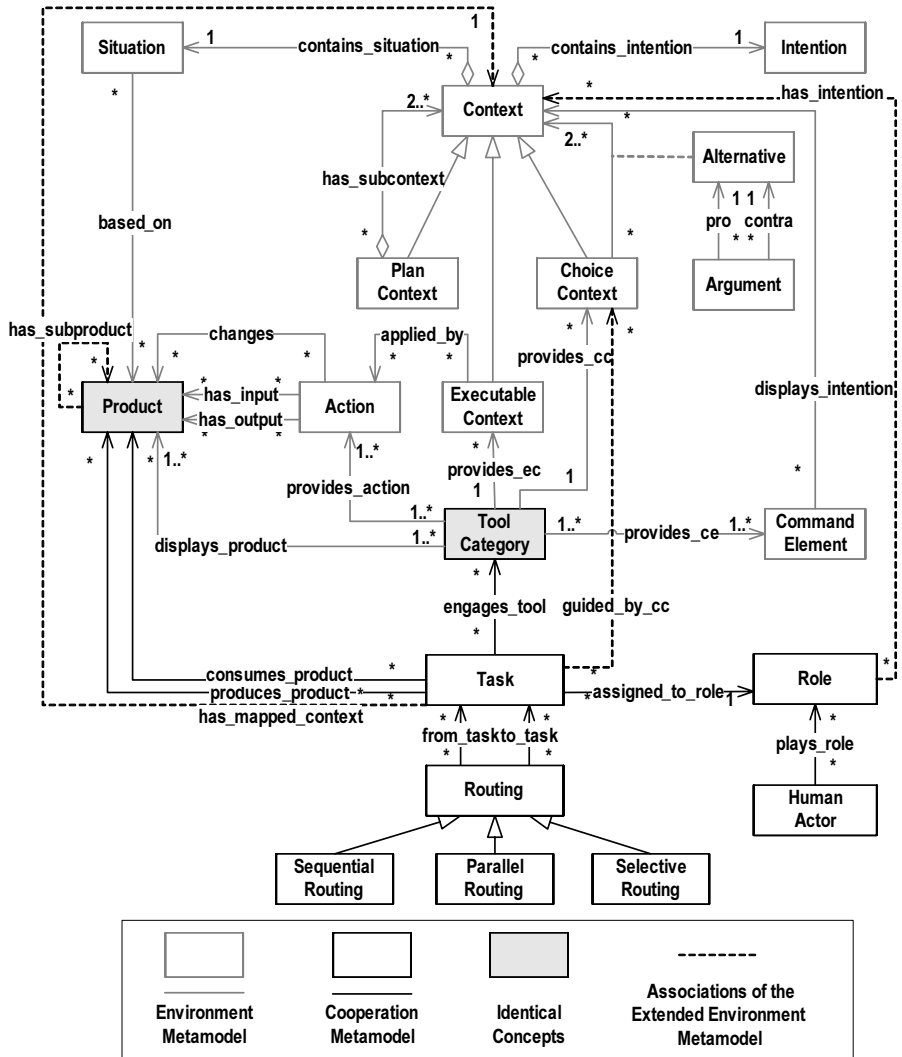 1
Situation
1
contains_situation
*
contains_intention
*
1
Intention
*
*
has_intention
2..*
Context
*
2..*
Alternative
has_subcontext
1
1
based_on
pro
contra
*
*
*
*
Plan
Context
Choice
Context
Argument
has_subproduct
changes
applied_by
*
*
*
*
*
*
*
*
*
provides_cc
*
Product
*
has_input
*
Action
Executable
Context
displays_intention
has_output
*
*
*
*
1..*
1..*
*
provides_ec
*
provides_action
1
1
1..*
Tool
Category
1..*
provides_ce
1..*
Command
Element
displays_product
1..*
*
engages_tool
guided_by_cc
*
consumes_product
*
Task
*
*
Role
*
produces_product
*
*
assigned_to_role
1
has_mapped_context
*
*
*
from_task
to_task
plays_role
*
*
*
Routing
Human
Actor
Sequential
Routing
Parallel
Routing
Selective
Routing
Environment
Metamodel
Cooperation
Metamodel
Identical
Concepts
Associations of the
Extended Environment
Metamodel